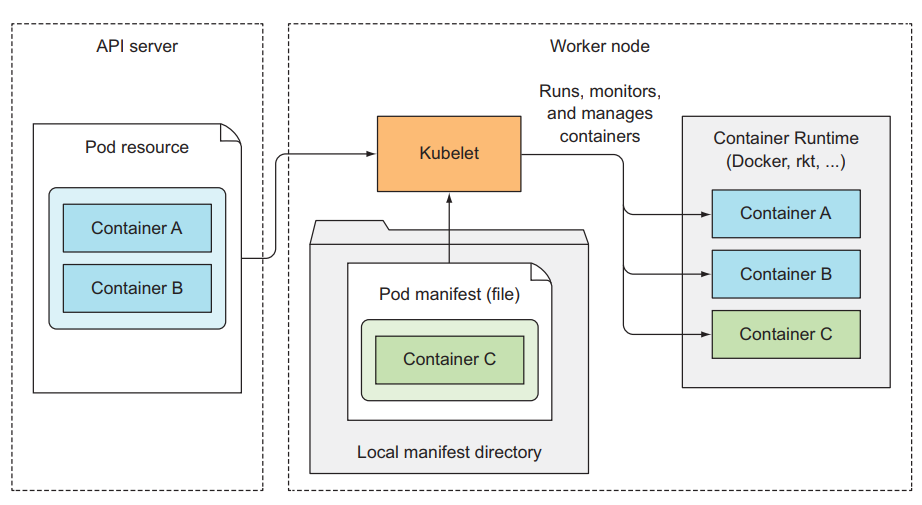 API server
Pod resource
Container A
Container B
Worker node
Kubelet
Runs, monitors,
and manages
containers
Pod manifest (file)
Container C
Local manifest directory
Container Runtime
(Docker, rkt, ...)
Container A
Container B
Container C